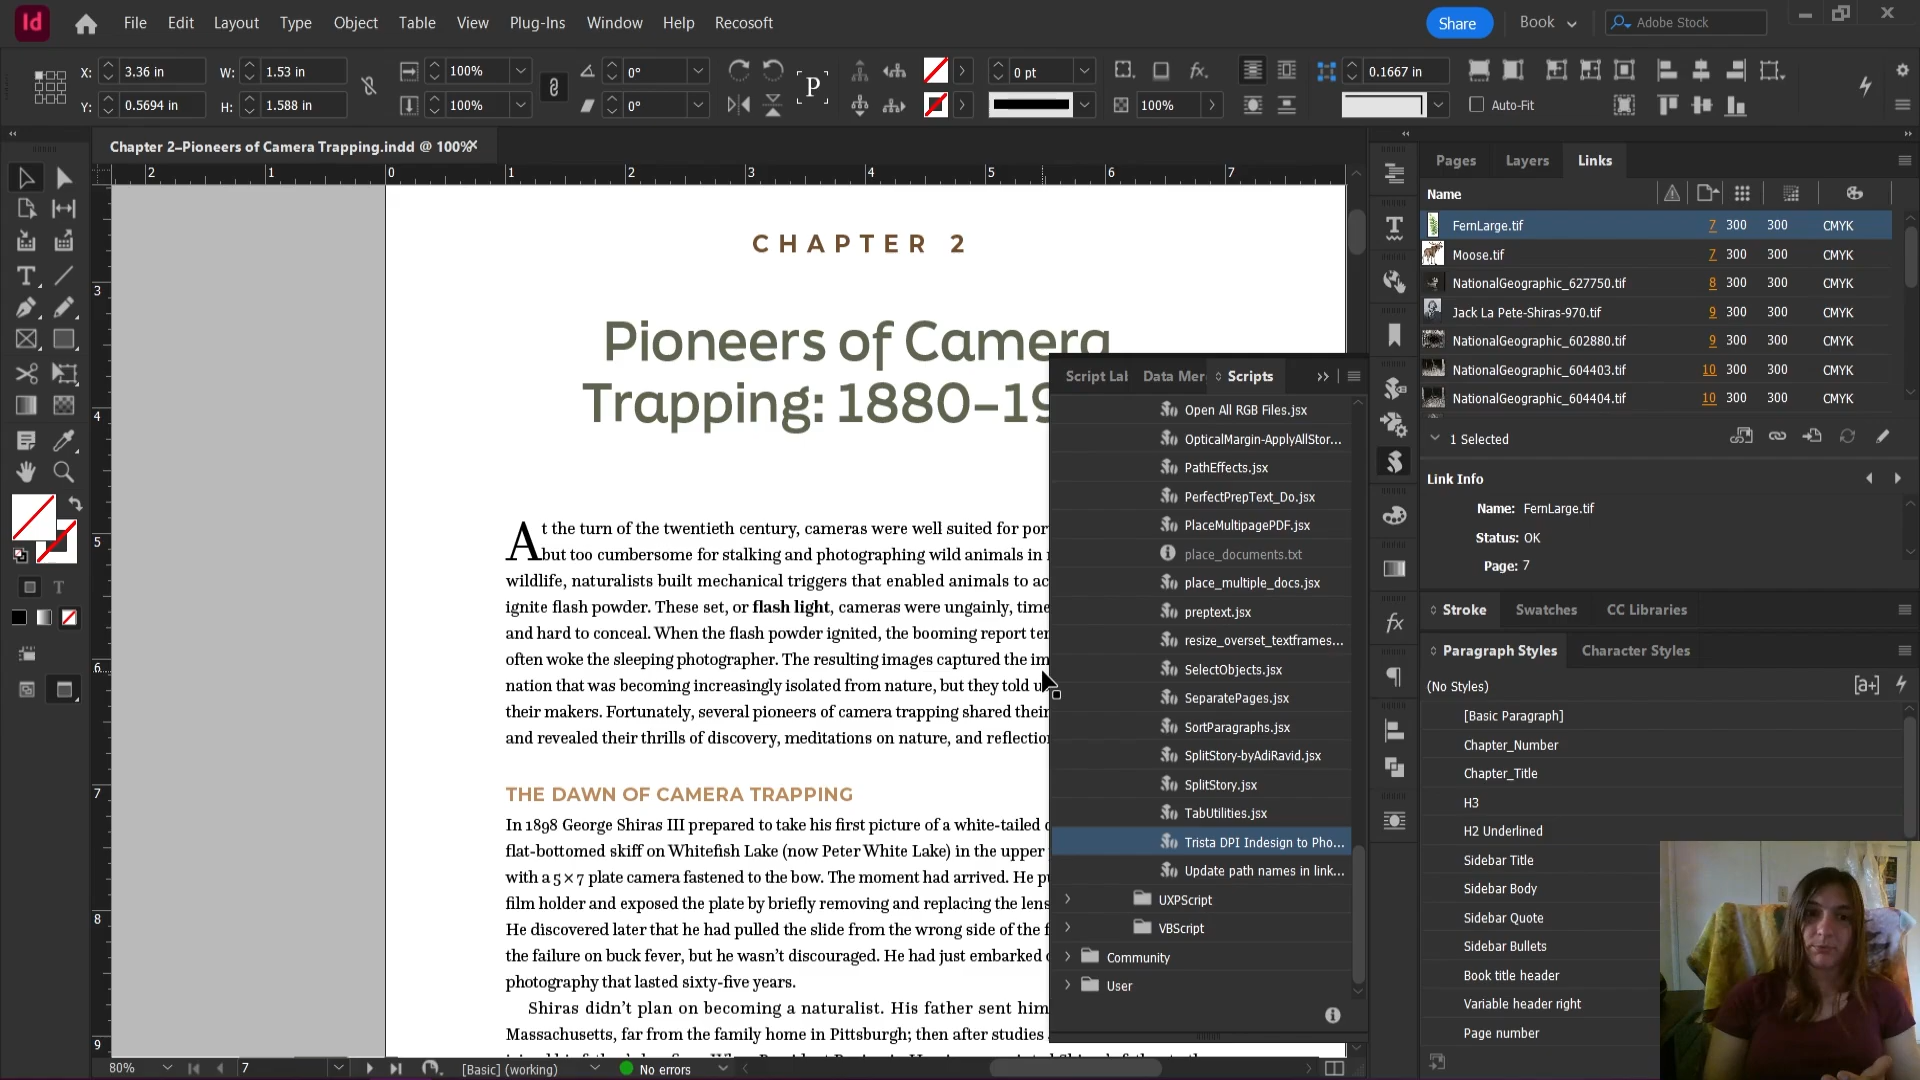 Id
File
Edit
Layout
Type
Object
Table
View
Plug-Ins
Window
Help
Recosoft
Share
Book
Adobe Stock
X:
3.36 in
W:
1.53 in
100%
0°
P
0 pt
0.1667 in
Y:
0.5694 in
H:
1.588 in
100%
0°
fx.
100%
Auto-Fit
Chapter 2–Pioneers of Camera Trapping.indd @ 100%
2
1
0
1
2
3
4
5
6
7
3
4
5
6
7
8
9
CHAPTER 2
Pioneers of Camera
Trapping: 1880–19
At the turn of the twentieth century, cameras were well suited for por
but too cumbersome for stalking and photographing wild animals in
wildlife, naturalists built mechanical triggers that enabled animals to ac
ignite flash powder. These set, or flash light, cameras were ungainly, time
and hard to conceal. When the flash powder ignited, the booming report ter
often woke the sleeping photographer. The resulting images captured the im
nation that was becoming increasingly isolated from nature, but they told u
their makers. Fortunately, several pioneers of camera trapping shared their
and revealed their thrills of discovery, meditations on nature, and reflection
THE DAWN OF CAMERA TRAPPING
In 1898 George Shiras III prepared to take his first picture of a white-tailed
flat-bottomed skiff on Whitefish Lake (now Peter White Lake) in the upper
with a 5 × 7 plate camera fastened to the bow. The moment had arrived. He pu
film holder and exposed the plate by briefly removing and replacing the lens
He discovered later that he had pulled the slide from the wrong side of the f
the failure on buck fever, but he wasn’t discouraged. He had just embarked
photography that lasted sixty-five years.
Shiras didn’t plan on becoming a naturalist. His father sent him
Massachusetts, far from the family home in Pittsburgh; then after studies
Script Lal
Data Mer
Scripts
Open All RGB Files.jsx
OpticalMargin-ApplyAllStor...
PathEffects.jsx
PerfectPrepText_Do.jsx
PlaceMultipagePDF.jsx
place_documents.txt
place_multiple_docs.jsx
preptext.jsx
resize_overset_textframes...
SelectObjects.jsx
SeparatePages.jsx
SortParagraphs.jsx
SplitStory-byAdiRavid.jsx
SplitStory.jsx
TabUtilities.jsx
Trista DPI Indesign to Pho...
Update path names in link...
UXPScript
VBScript
Community
User
Pages
Layers
Links
Name
FernLarge.tif 7 300 300 CMYK
Moose.tif 7 300 300 CMYK
NationalGeographic_627750.tif 8 300 300 CMYK
Jack La Pete-Shiras-970.tif 9 300 300 CMYK
NationalGeographic_602880.tif 9 300 300 CMYK
NationalGeographic_604403.tif 10 300 300 CMYK
NationalGeographic_604404.tif 10 300 300 CMYK
1 Selected
Link Info
Name: FernLarge.tif
Status: OK
Page: 7
Stroke
Swatches
CC Libraries
Paragraph Styles
Character Styles
(No Styles)
[a+]
[Basic Paragraph]
Chapter_Number
Chapter_Title
H3
H2 Underlined
Sidebar Title
Sidebar Body
Sidebar Quote
Sidebar Bullets
Book title header
Variable header right
Page number
80%
7
[Basic] (working)
No errors